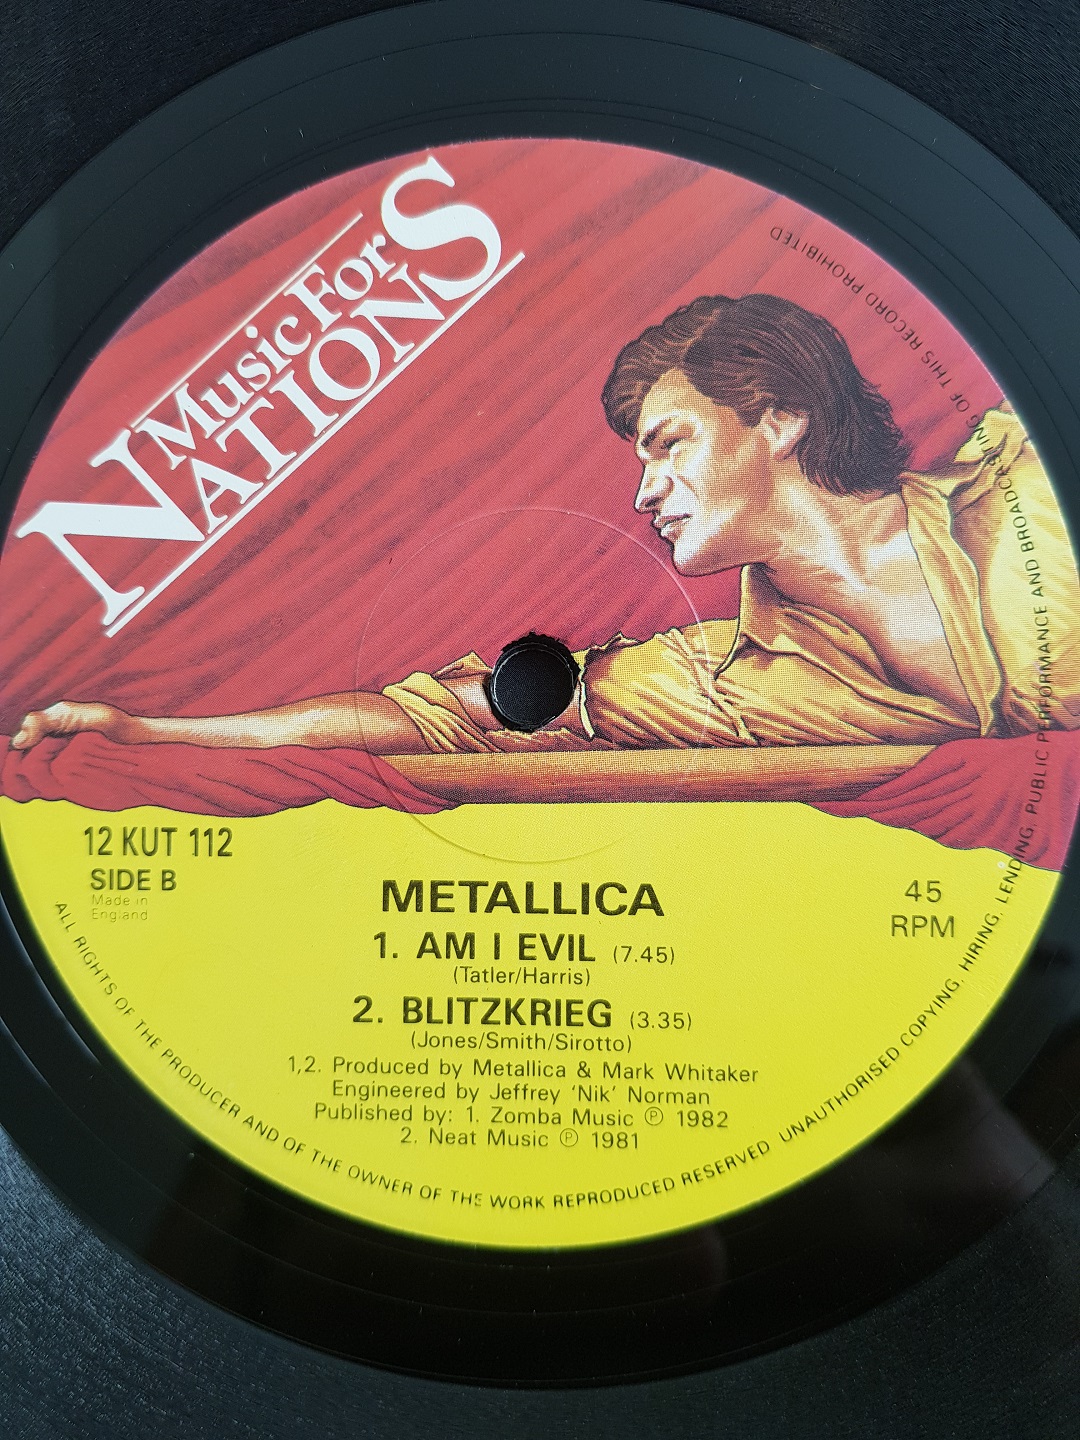 Music For
NATIONS
12 KUT 112
SIDE B
Made in
England
45
RPM
METALLICA
1. AM I EVIL (7.45)
(Tatler/Harris)
2. BLITZKRIEG (3.35)
(Jones/Smith/Sirotto)
1,2. Produced by Metallica & Mark Whitaker
Engineered by Jeffrey ‘Nik’ Norman
Published by: 1. Zomba Music ℗ 1982
2. Neat Music ℗ 1981
ALL RIGHTS OF THE PRODUCER AND OF THE OWNER OF THE WORK REPRODUCED RESERVED UNAUTHORISED COPYING, HIRING, LENDING, PUBLIC PERFORMANCE AND BROADCASTING OF THIS RECORD PROHIBITED